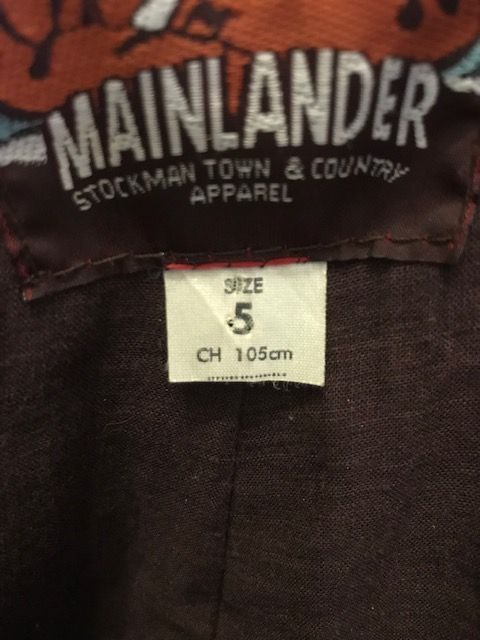 MAINLANDER
STOCKMAN TOWN & COUNTRY
APPAREL
SIZE
5
CH 105cm